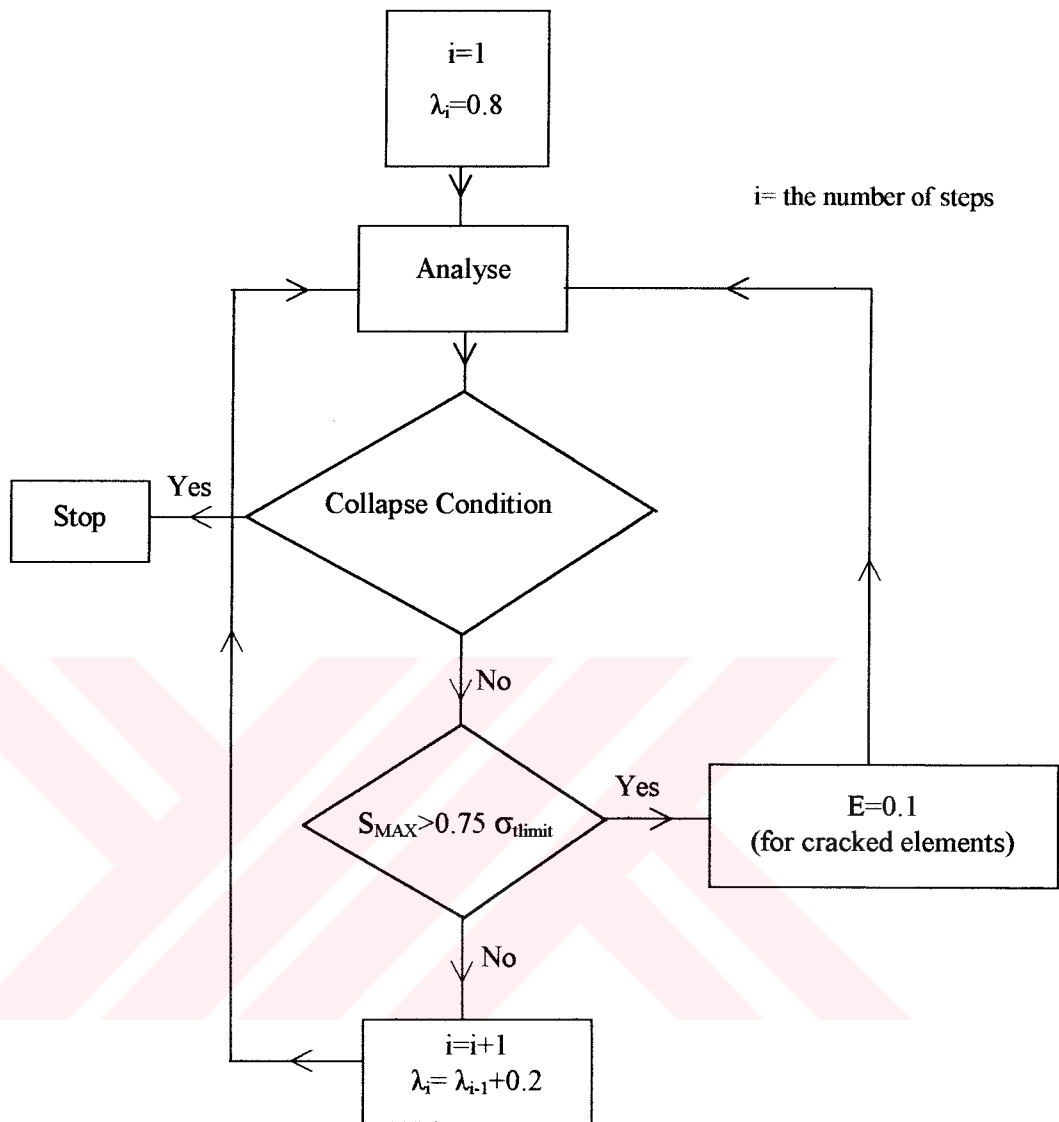 i=1
λi=0.8
i= the number of steps
Analyse
Collapse Condition
Yes
Stop
No
SMAX>0.75 σtlimit
Yes
E=0.1
(for cracked elements)
No
i=i+1
λi= λi-1+0.2